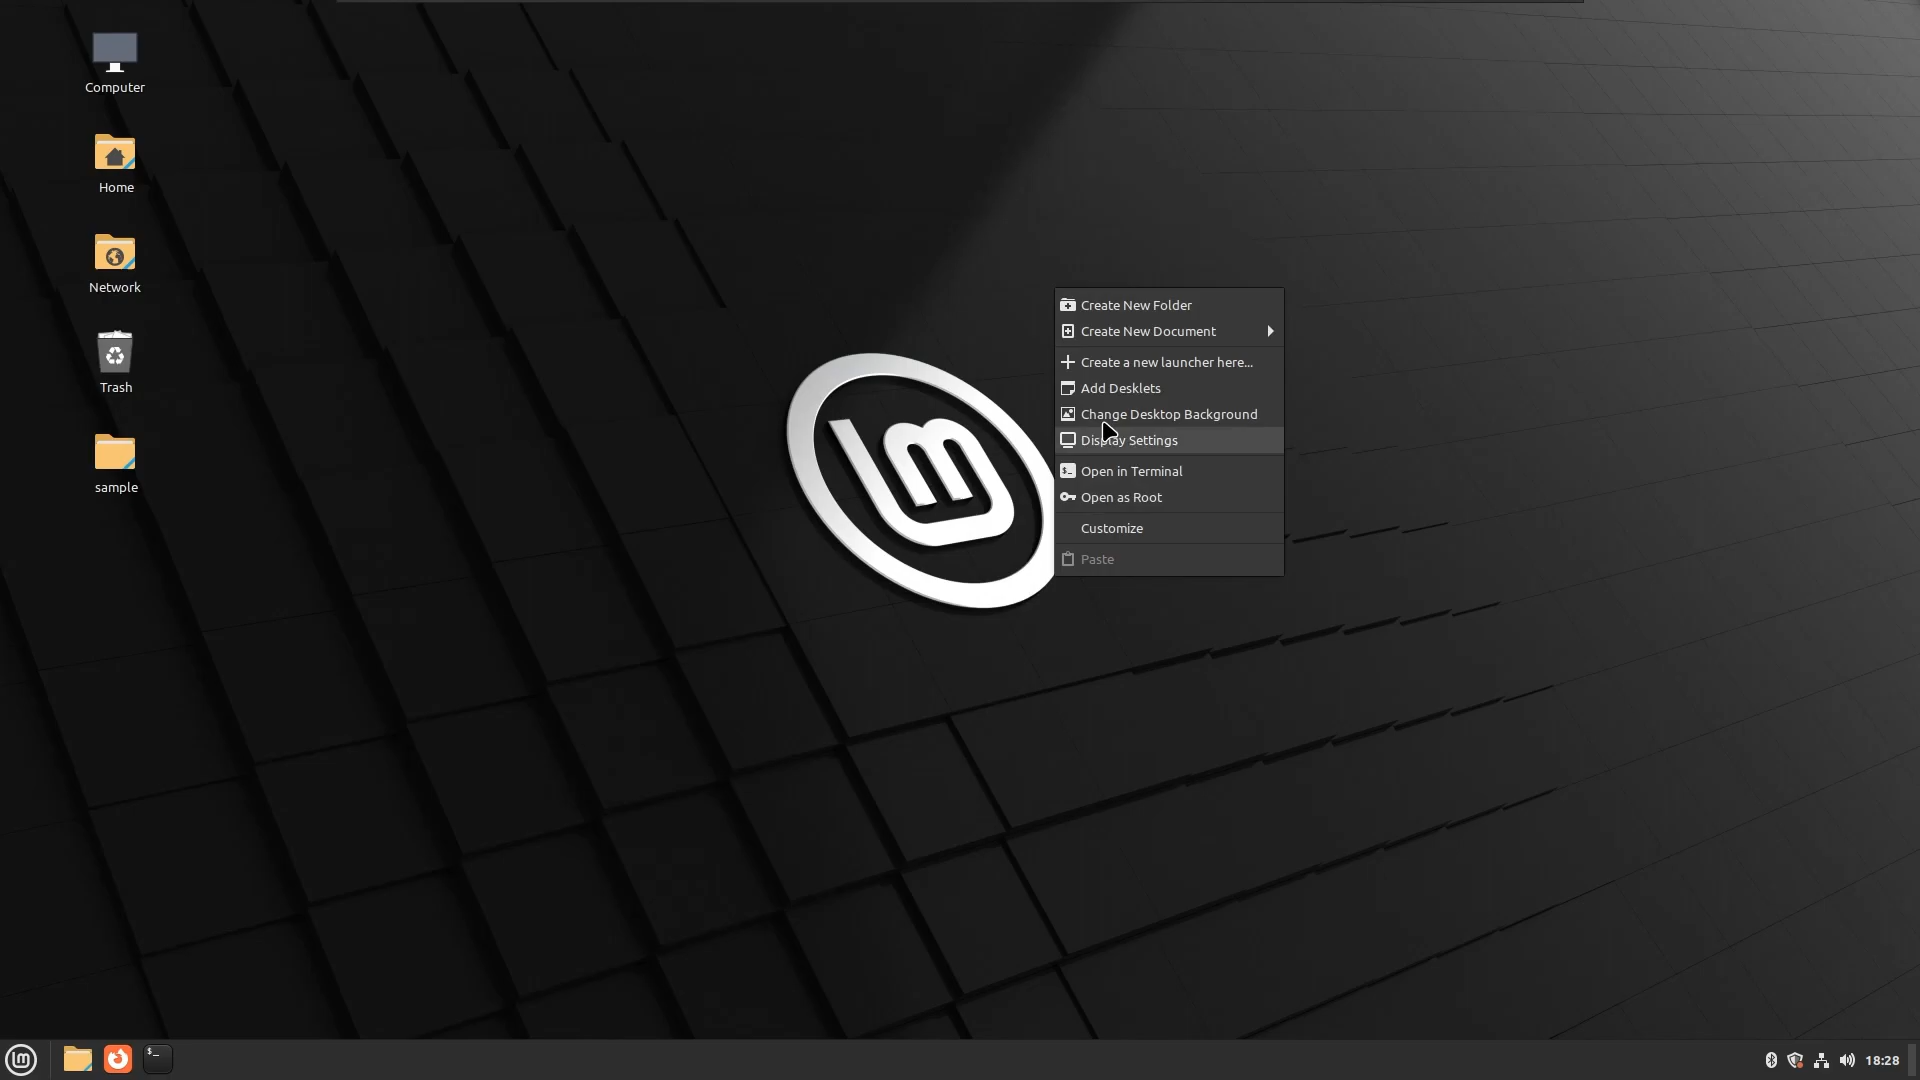 Computer
Home
Network
Trash
sample
Create New Folder
Create New Document
Create a new launcher here...
Add Desklets
Change Desktop Background
Display Settings
Open in Terminal
Open as Root
Customize
Paste
18:28